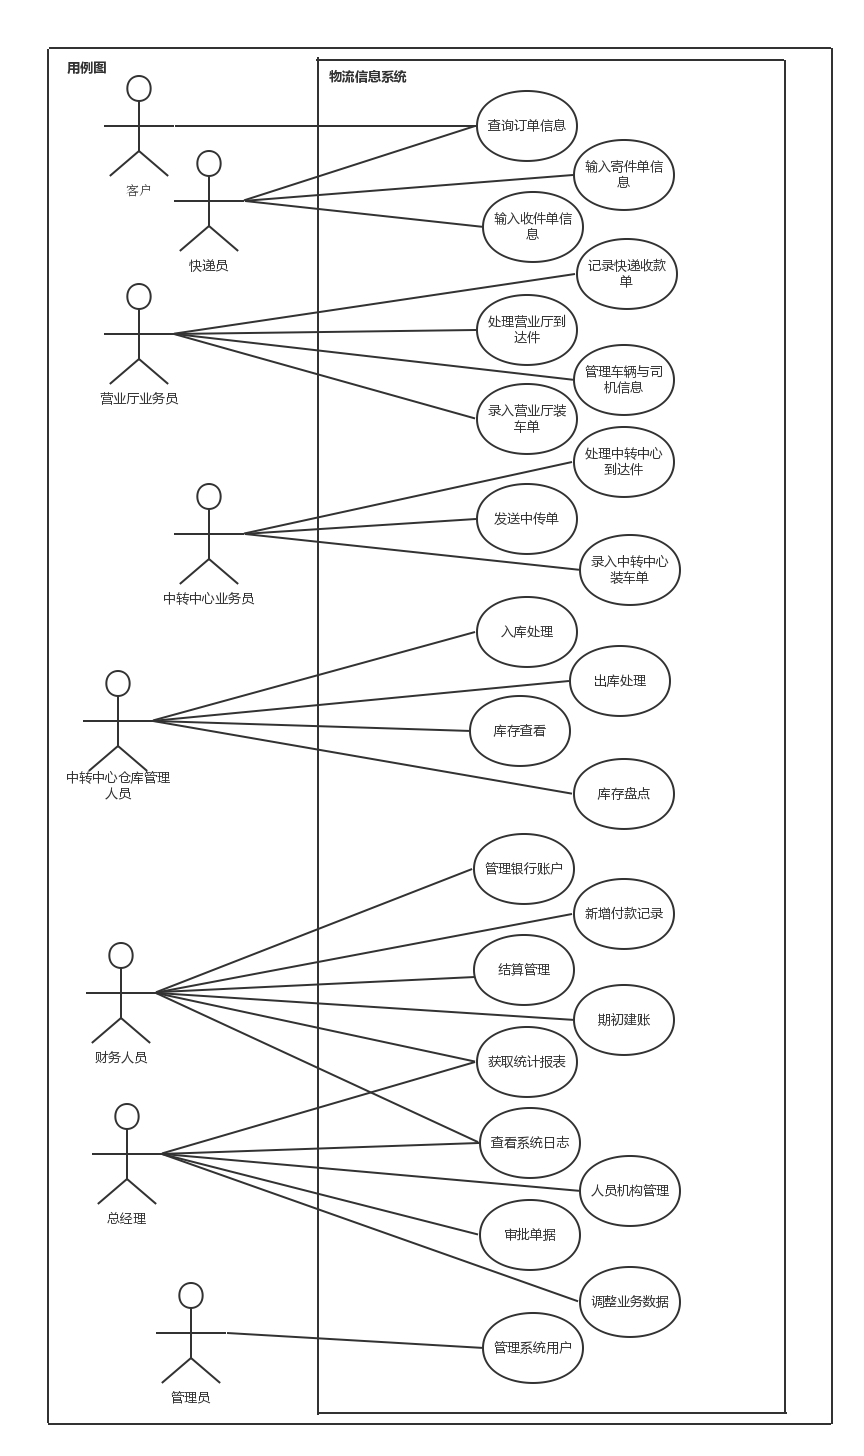 用例图
物流信息系统
查询订单信息
输入寄件单信
息
客户
输入收件单信
息
快递员
记录快递收款
单
处理营业厅到
达件
管理车辆与司
机信息
营业厅业务员
录入营业厅装
车单
处理中转中心
到达件
发送中传单
录入中转中心
装车单
中转中心业务员
入库处理
出库处理
库存查看
中转中心仓库管理
人员
库存盘点
管理银行账户
新增付款记录
结算管理
期初建账
财务人员
获取统计报表
查看系统日志
人员机构管理
总经理
审批单据
调整业务数据
管理系统用户
管理员